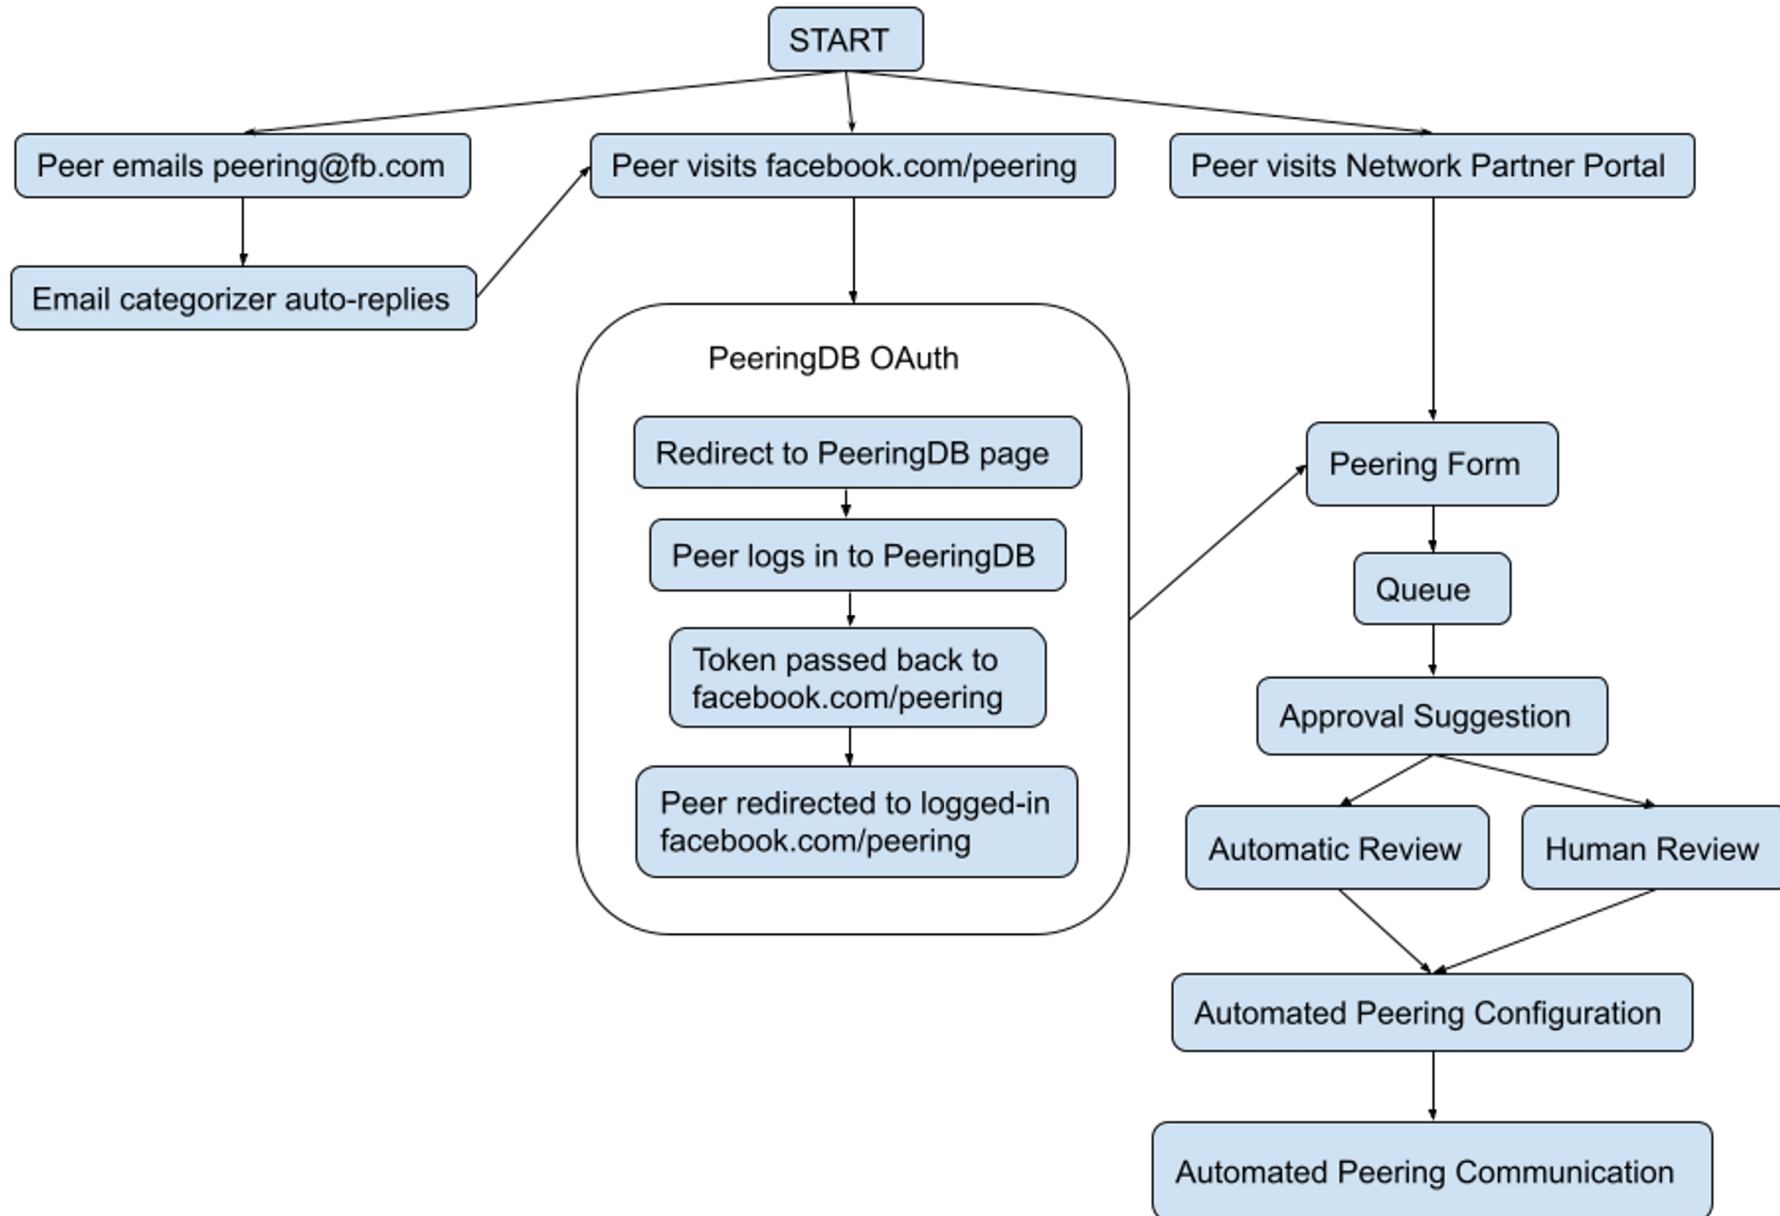 START
Peer emails peering@fb.com
Peer visits facebook.com/peering
Peer visits Network Partner Portal
Email categorizer auto-replies
PeeringDB OAuth
Redirect to PeeringDB page
Peer logs in to PeeringDB
Token passed back to
facebook.com/peering
Peer redirected to logged-in
facebook.com/peering
Peering Form
Queue
Approval Suggestion
Automatic Review
Human Review
Automated Peering Configuration
Automated Peering Communication